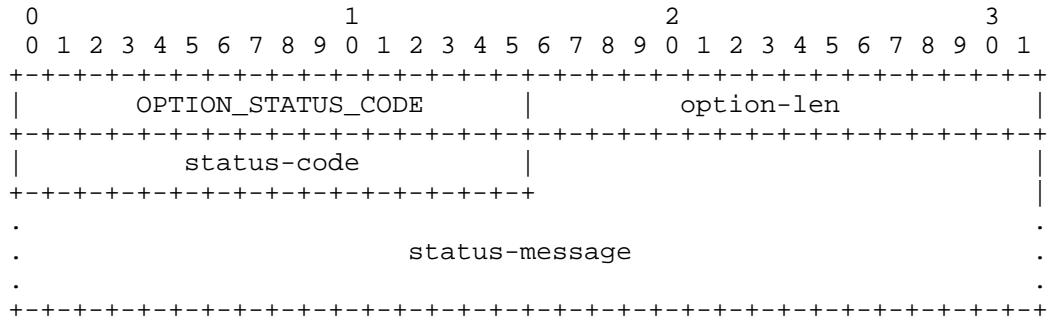 0                   1                   2                   3
 0 1 2 3 4 5 6 7 8 9 0 1 2 3 4 5 6 7 8 9 0 1 2 3 4 5 6 7 8 9 0 1
+-+-+-+-+-+-+-+-+-+-+-+-+-+-+-+-+-+-+-+-+-+-+-+-+-+-+-+-+-+-+-+-+
|       OPTION_STATUS_CODE      |         option-len            |
+-+-+-+-+-+-+-+-+-+-+-+-+-+-+-+-+-+-+-+-+-+-+-+-+-+-+-+-+-+-+-+-+
|          status-code          |                               |
+-+-+-+-+-+-+-+-+-+-+-+-+-+-+-+-+                               |
.                                                               .
.                        status-message                         .
.                                                               .
+-+-+-+-+-+-+-+-+-+-+-+-+-+-+-+-+-+-+-+-+-+-+-+-+-+-+-+-+-+-+-+-+